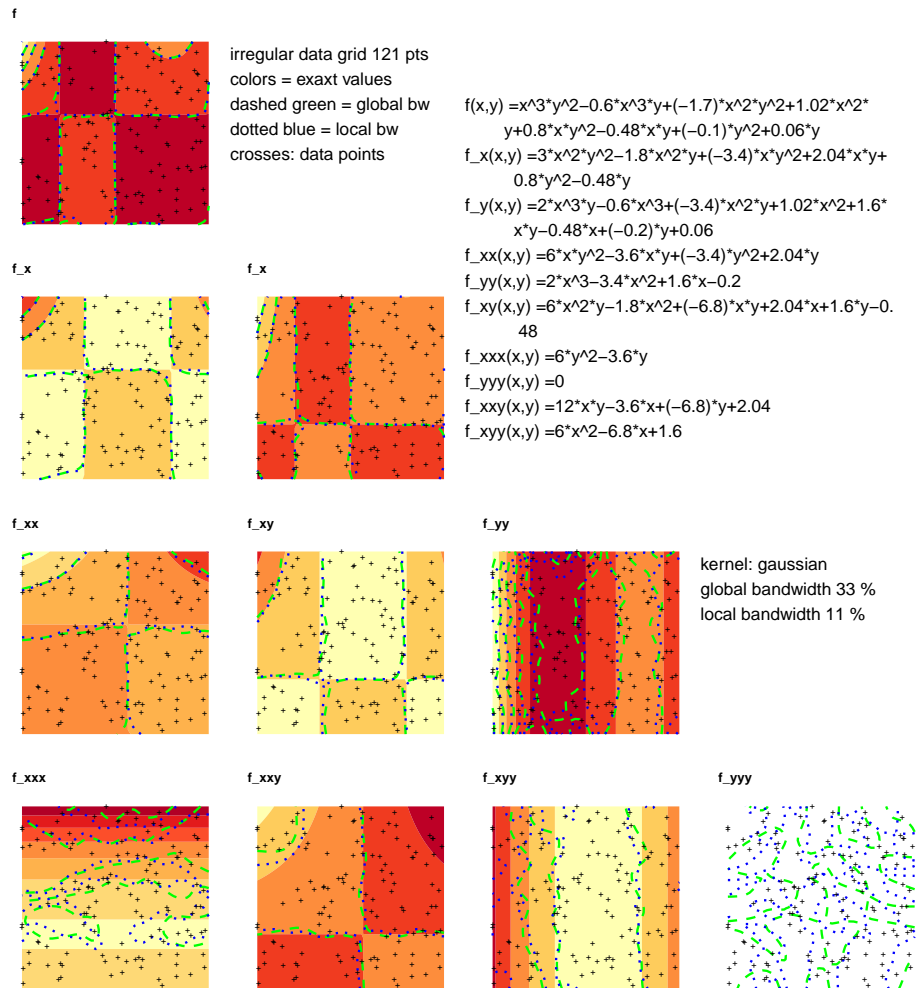 f
irregular data grid 121 pts
colors = exaxt values
dashed green = global bw
dotted blue = local bw
crosses: data points
f(x,y) =x^3*y^2−0.6*x^3*y+(−1.7)*x^2*y^2+1.02*x^2*
y+0.8*x*y^2−0.48*x*y+(−0.1)*y^2+0.06*y
f_x(x,y) =3*x^2*y^2−1.8*x^2*y+(−3.4)*x*y^2+2.04*x*y+
0.8*y^2−0.48*y
f_y(x,y) =2*x^3*y−0.6*x^3+(−3.4)*x^2*y+1.02*x^2+1.6*
x*y−0.48*x+(−0.2)*y+0.06
f_xx(x,y) =6*x*y^2−3.6*x*y+(−3.4)*y^2+2.04*y
f_yy(x,y) =2*x^3−3.4*x^2+1.6*x−0.2
f_xy(x,y) =6*x^2*y−1.8*x^2+(−6.8)*x*y+2.04*x+1.6*y−0.
48
f_xxx(x,y) =6*y^2−3.6*y
f_yyy(x,y) =0
f_xxy(x,y) =12*x*y−3.6*x+(−6.8)*y+2.04
f_xyy(x,y) =6*x^2−6.8*x+1.6
f_x
f_x
f_xx
f_xy
f_yy
kernel: gaussian
global bandwidth 33 %
local bandwidth 11 %
f_xxx
f_xxy
f_xyy
f_yyy